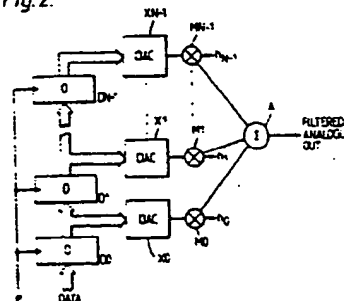 Fig. 2.
XN-1
MN-1
DAC
hN-1
D
DN-1
X1
M1
A
DAC
h1
Σ
FILTERED
ANALOGUE
OUT
D
D1
DAC
h0
M0
D
D0
X0
DATA